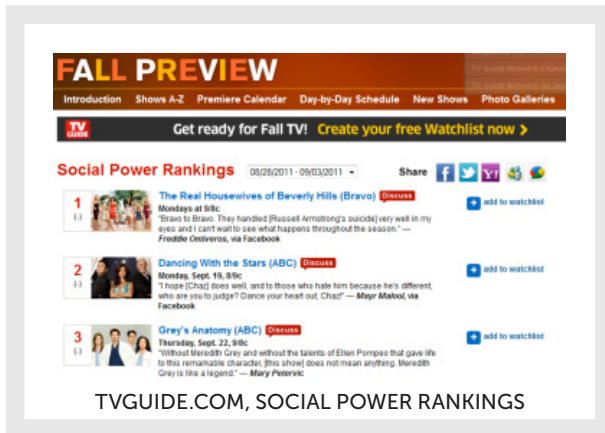 FALL PREVIEW
TV Guide Network
Introduction Shows A-Z Premiere Calendar Day-by-Day Schedule New Shows Photo Galleries
TV GUIDE Get ready for Fall TV! Create your free Watchlist now
Social Power Rankings 08/28/2011 - 09/03/2011 Share
1 The Real Housewives of Beverly Hills (Bravo) Discuss add to watchlist
(-) Mondays at 9/8c
"Bravo to Bravo. They handled [Russell Armstrong's suicide] very well in my
eyes and I can't wait to see what happens throughout the season." —
Freddie Ontiveros, via Facebook
2 Dancing With the Stars (ABC) Discuss add to watchlist
(-) Monday, Sept. 19, 8/9c
"I hope [Chaz] does well, and to those who hate him because he's different,
who are you to judge? Dance your heart out, Chaz!" — Mayr Malool, via
Facebook
3 Grey's Anatomy (ABC) Discuss add to watchlist
(-) Thursday, Sept. 22, 9/8c
"Without Meredith Grey and without the talents of Ellen Pompeo that gave life
to this remarkable character, [this show] does not mean anything. Meredith
Grey is like a legend." — Mary Petervic
TVGUIDE.COM, SOCIAL POWER RANKINGS